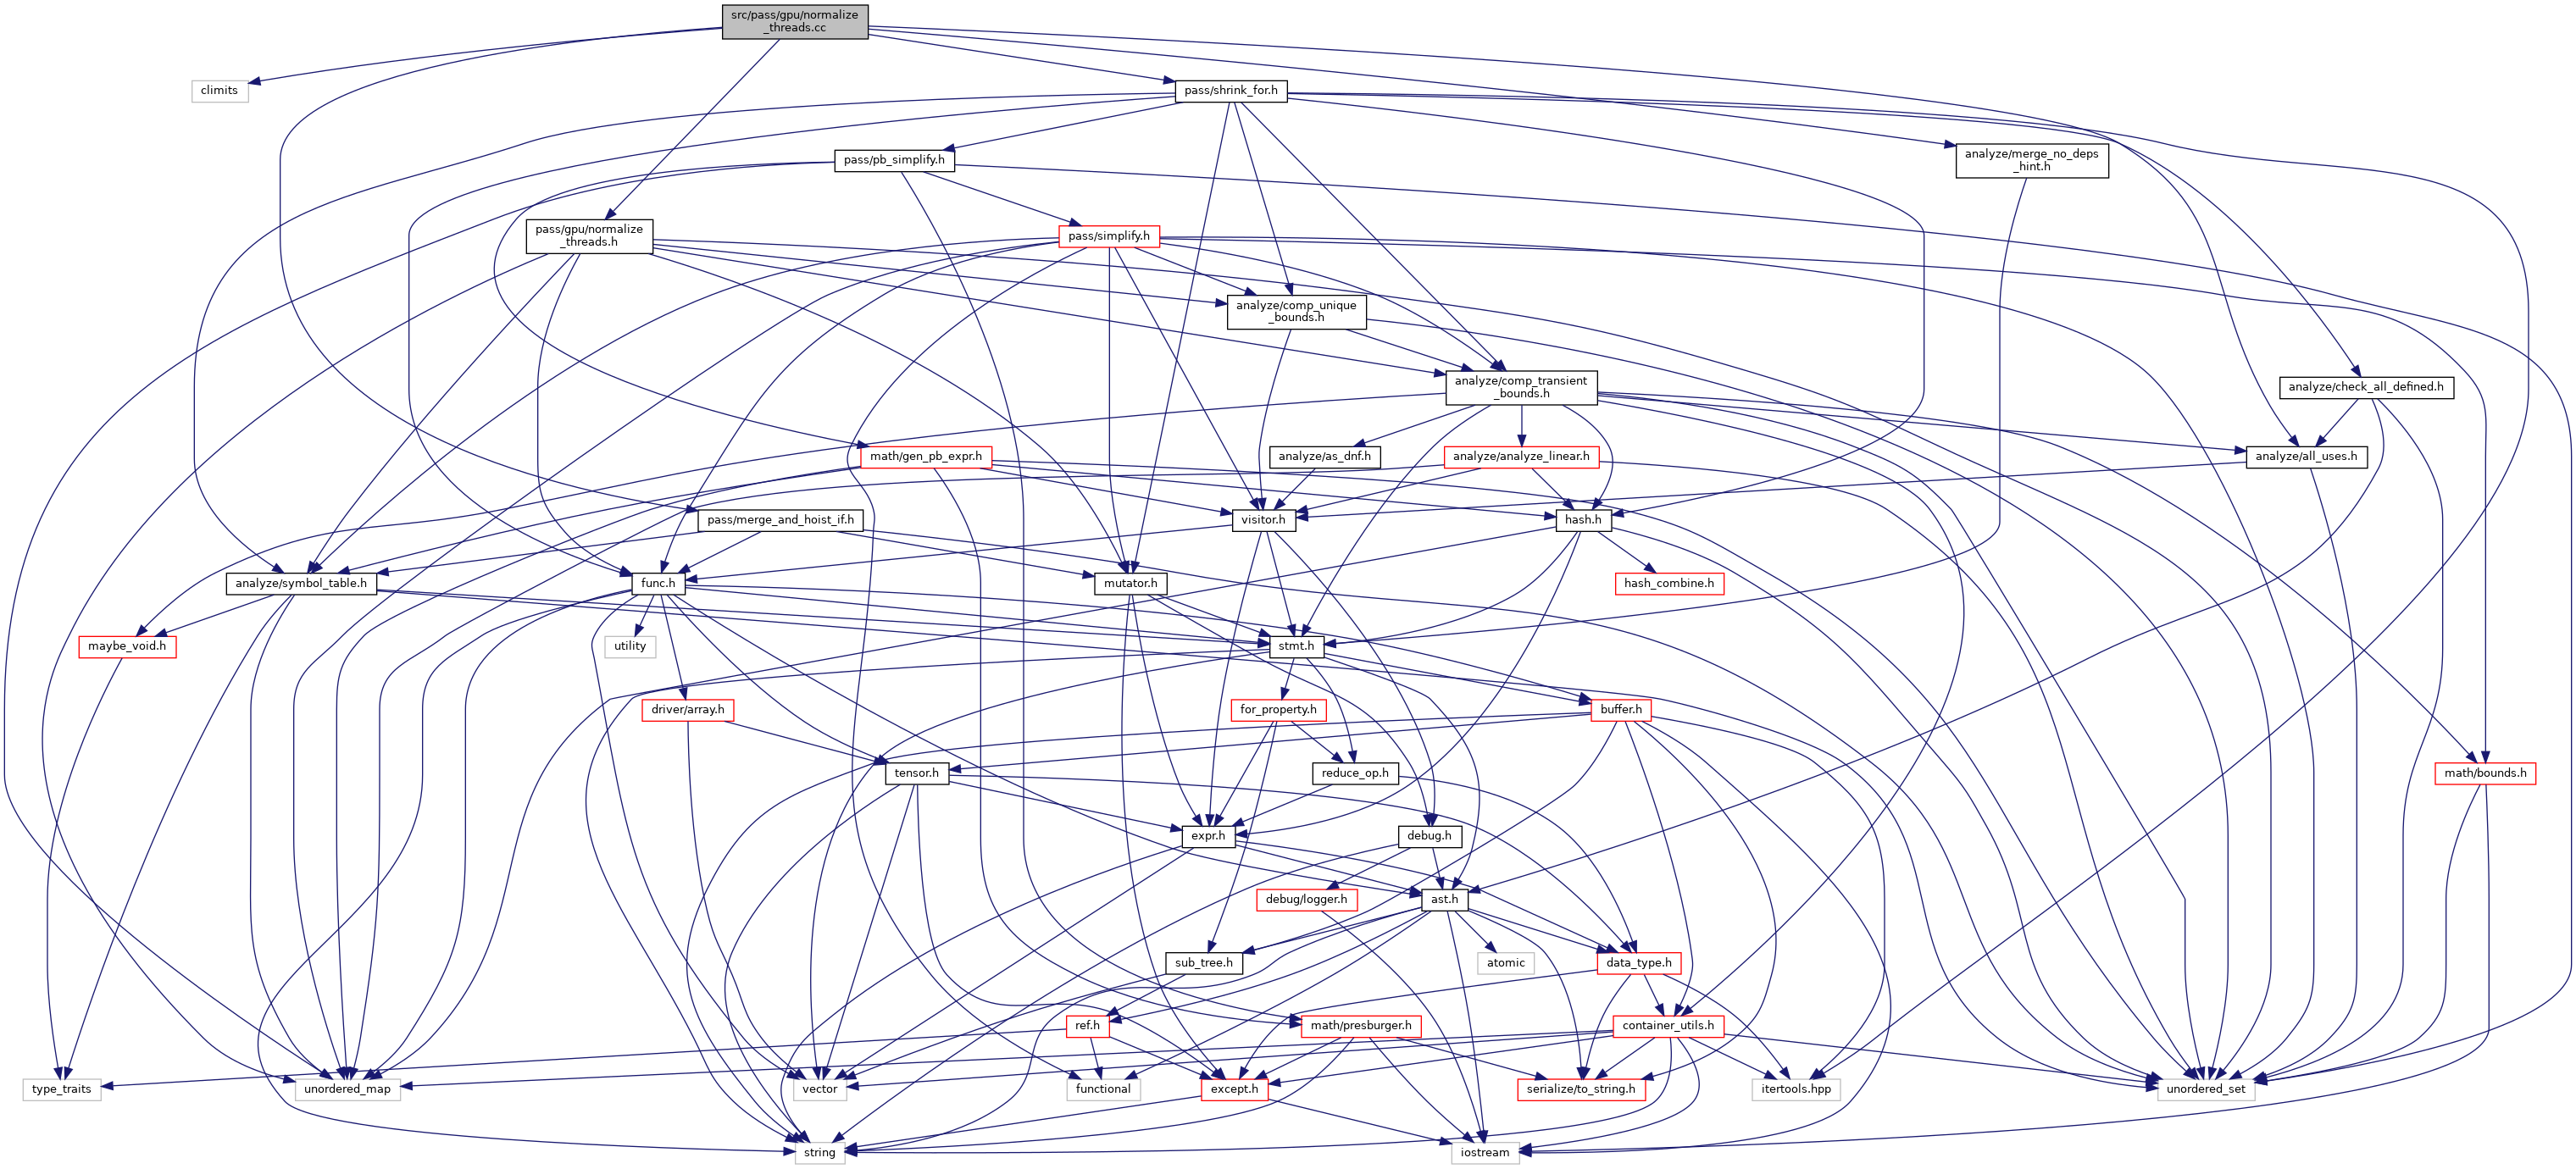 src/pass/gpu/normalize
_threads.cc
climits
pass/shrink_for.h
pass/pb_simplify.h
analyze/merge_no_deps
_hint.h
pass/gpu/normalize
_threads.h
pass/simplify.h
analyze/comp_unique
_bounds.h
analyze/comp_transient
_bounds.h
analyze/check_all_defined.h
math/gen_pb_expr.h
analyze/as_dnf.h
analyze/analyze_linear.h
analyze/all_uses.h
pass/merge_and_hoist_if.h
visitor.h
hash.h
analyze/symbol_table.h
func.h
mutator.h
hash_combine.h
maybe_void.h
utility
stmt.h
driver/array.h
for_property.h
buffer.h
tensor.h
reduce_op.h
math/bounds.h
expr.h
debug.h
debug/logger.h
ast.h
sub_tree.h
atomic
data_type.h
ref.h
math/presburger.h
container_utils.h
type_traits
unordered_map
vector
functional
except.h
serialize/to_string.h
itertools.hpp
unordered_set
string
iostream